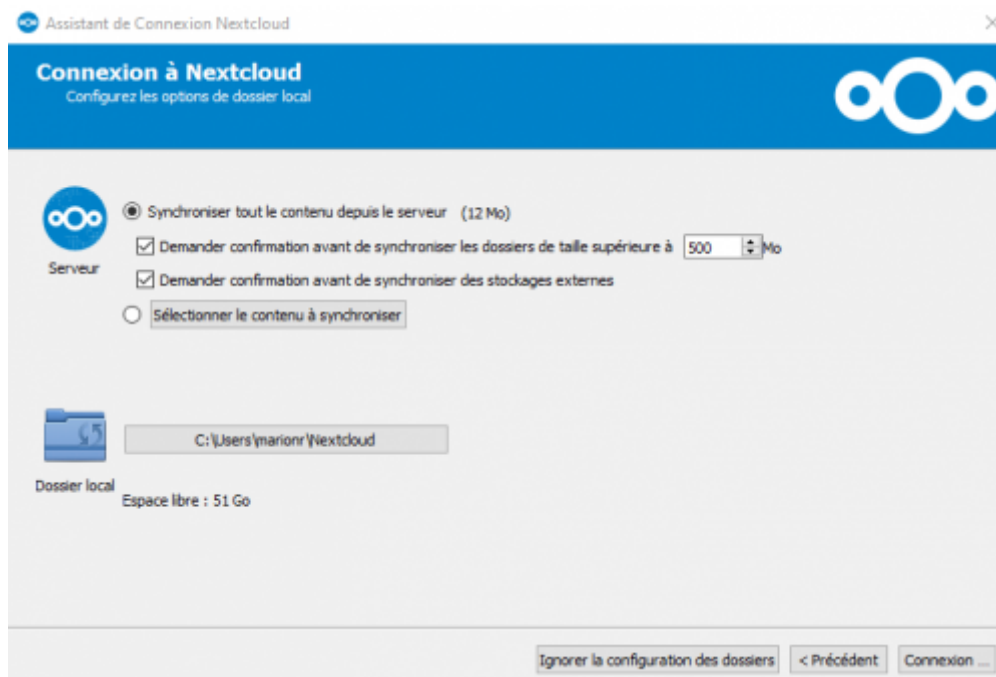 Assistant de Connexion Nextcloud
Connexion à Nextcloud
Configurez les options de dossier local
Synchroniser tout le contenu depuis le serveur (12 Mo)
Demander confirmation avant de synchroniser les dossiers de taille supérieure à 500 Mo
Serveur
Demander confirmation avant de synchroniser des stockages externes
Sélectionner le contenu à synchroniser
C:\Users\marionr\Nextcloud
Dossier local
Espace libre : 51 Go
Ignorer la configuration des dossiers < Précédent Connexion ...